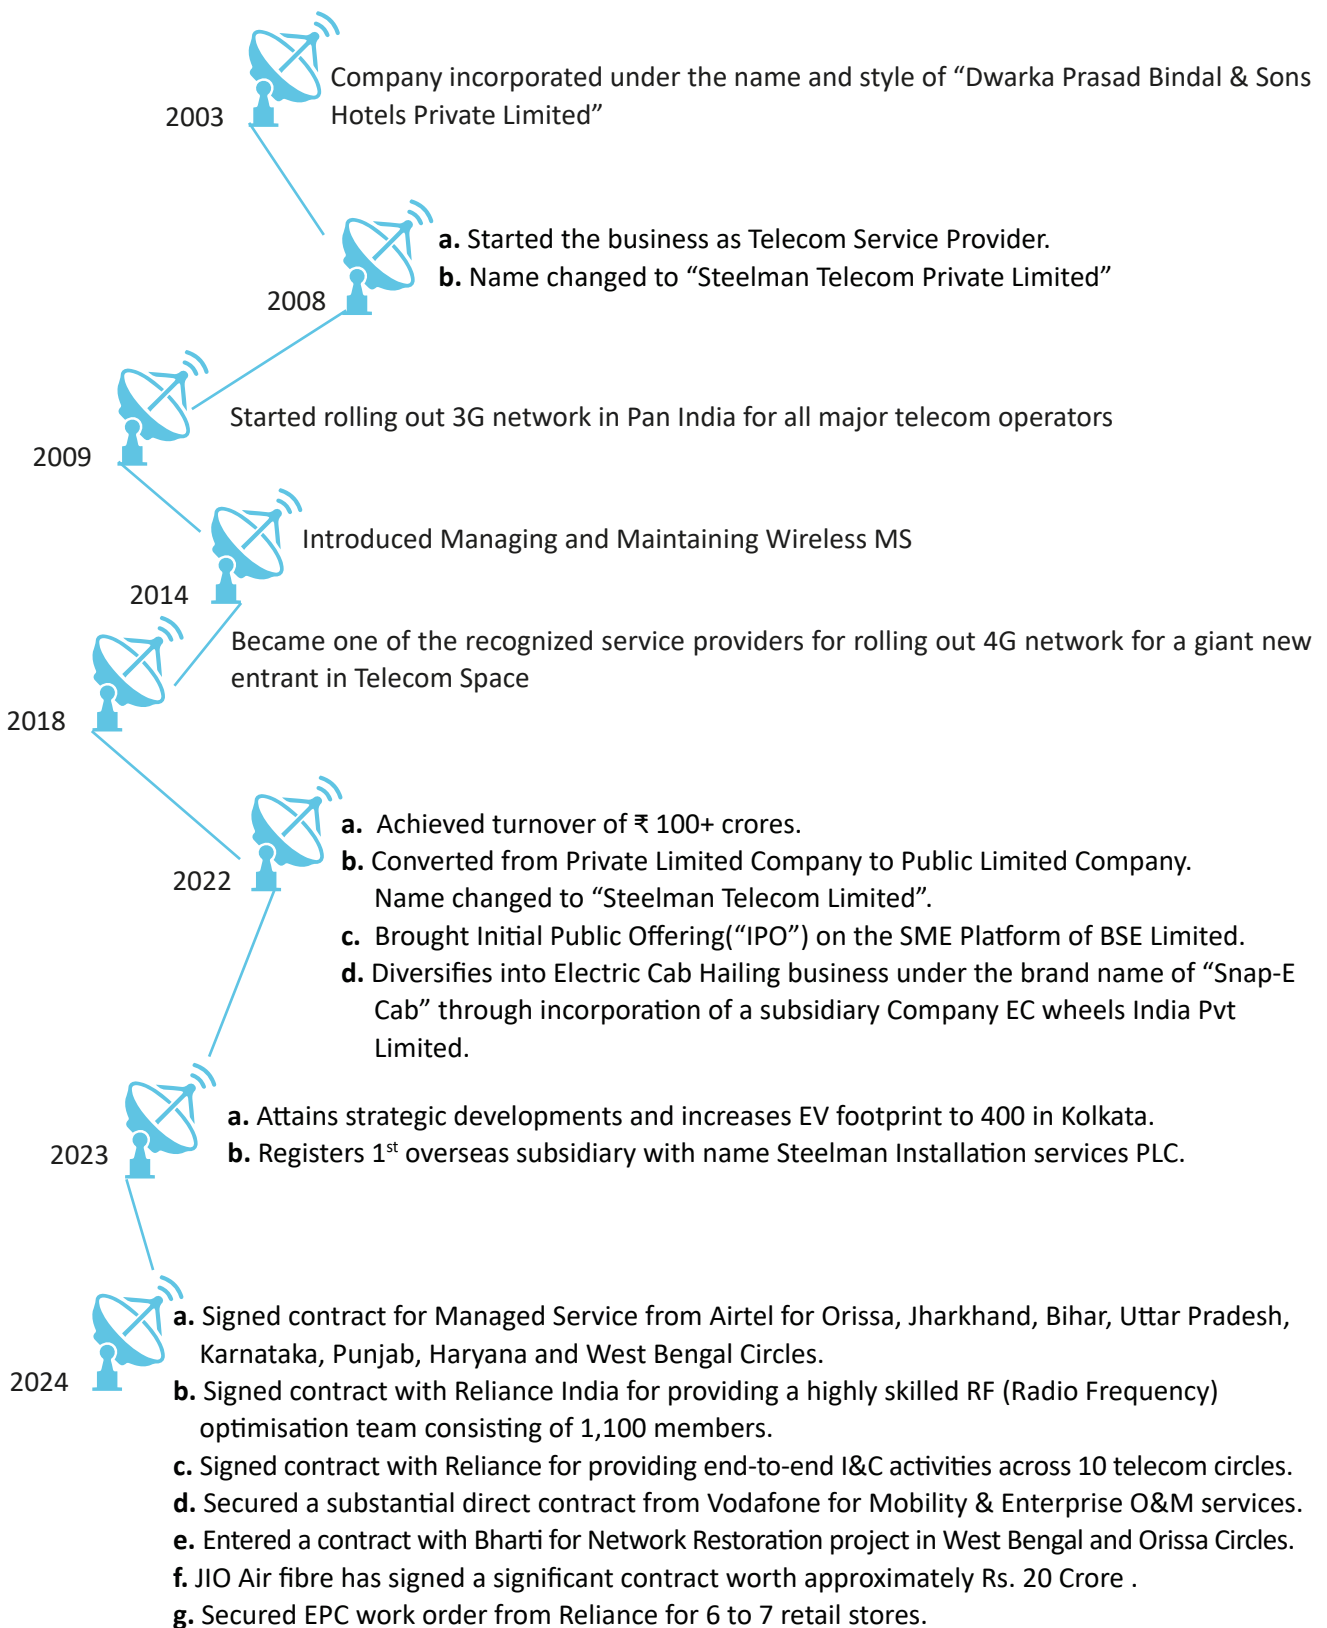 2003
Company incorporated under the name and style of “Dwarka Prasad Bindal & Sons
Hotels Private Limited”
2008
a. Started the business as Telecom Service Provider.
b. Name changed to “Steelman Telecom Private Limited”
2009
Started rolling out 3G network in Pan India for all major telecom operators
2014
Introduced Managing and Maintaining Wireless MS
2018
Became one of the recognized service providers for rolling out 4G network for a giant new
entrant in Telecom Space
2022
a. Achieved turnover of ₹ 100+ crores.
b. Converted from Private Limited Company to Public Limited Company.
Name changed to “Steelman Telecom Limited”.
c. Brought Initial Public Offering(“IPO”) on the SME Platform of BSE Limited.
d. Diversifies into Electric Cab Hailing business under the brand name of “Snap-E
Cab” through incorporation of a subsidiary Company EC wheels India Pvt
Limited.
2023
a. Attains strategic developments and increases EV footprint to 400 in Kolkata.
b. Registers 1st overseas subsidiary with name Steelman Installation services PLC.
2024
a. Signed contract for Managed Service from Airtel for Orissa, Jharkhand, Bihar, Uttar Pradesh,
Karnataka, Punjab, Haryana and West Bengal Circles.
b. Signed contract with Reliance India for providing a highly skilled RF (Radio Frequency)
optimisation team consisting of 1,100 members.
c. Signed contract with Reliance for providing end-to-end I&C activities across 10 telecom circles.
d. Secured a substantial direct contract from Vodafone for Mobility & Enterprise O&M services.
e. Entered a contract with Bharti for Network Restoration project in West Bengal and Orissa Circles.
f. JIO Air fibre has signed a significant contract worth approximately Rs. 20 Crore .
g. Secured EPC work order from Reliance for 6 to 7 retail stores.